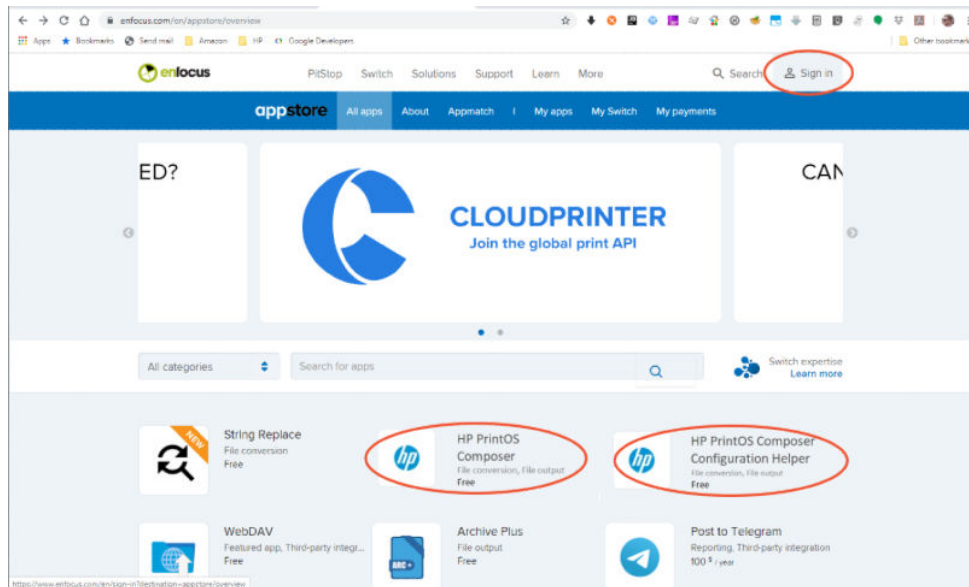 enfocus.com/en/appstore/overview
Apps Bookmarks Send mail Amazon HP Google Developers Other bookmark
enfocus PitStop Switch Solutions Support Learn More Search Sign in
appstore All apps About Appmatch | My apps My Switch My payments
ED?
CAN
CLOUDPRINTER
Join the global print API
All categories
Search for apps
Switch expertise
Learn more
NEW
String Replace
File conversion
Free
hp
HP PrintOS
Composer
File conversion, File output
Free
hp
HP PrintOS Composer
Configuration Helper
File conversion, File output
Free
WebDAV
Featured app, Third-party integr...
Free
ARC+
Archive Plus
File output
Free
Post to Telegram
Reporting, Third-party integration
100 $ / year
https://www.enfocus.com/en/sign-in?destination=appstore/overview